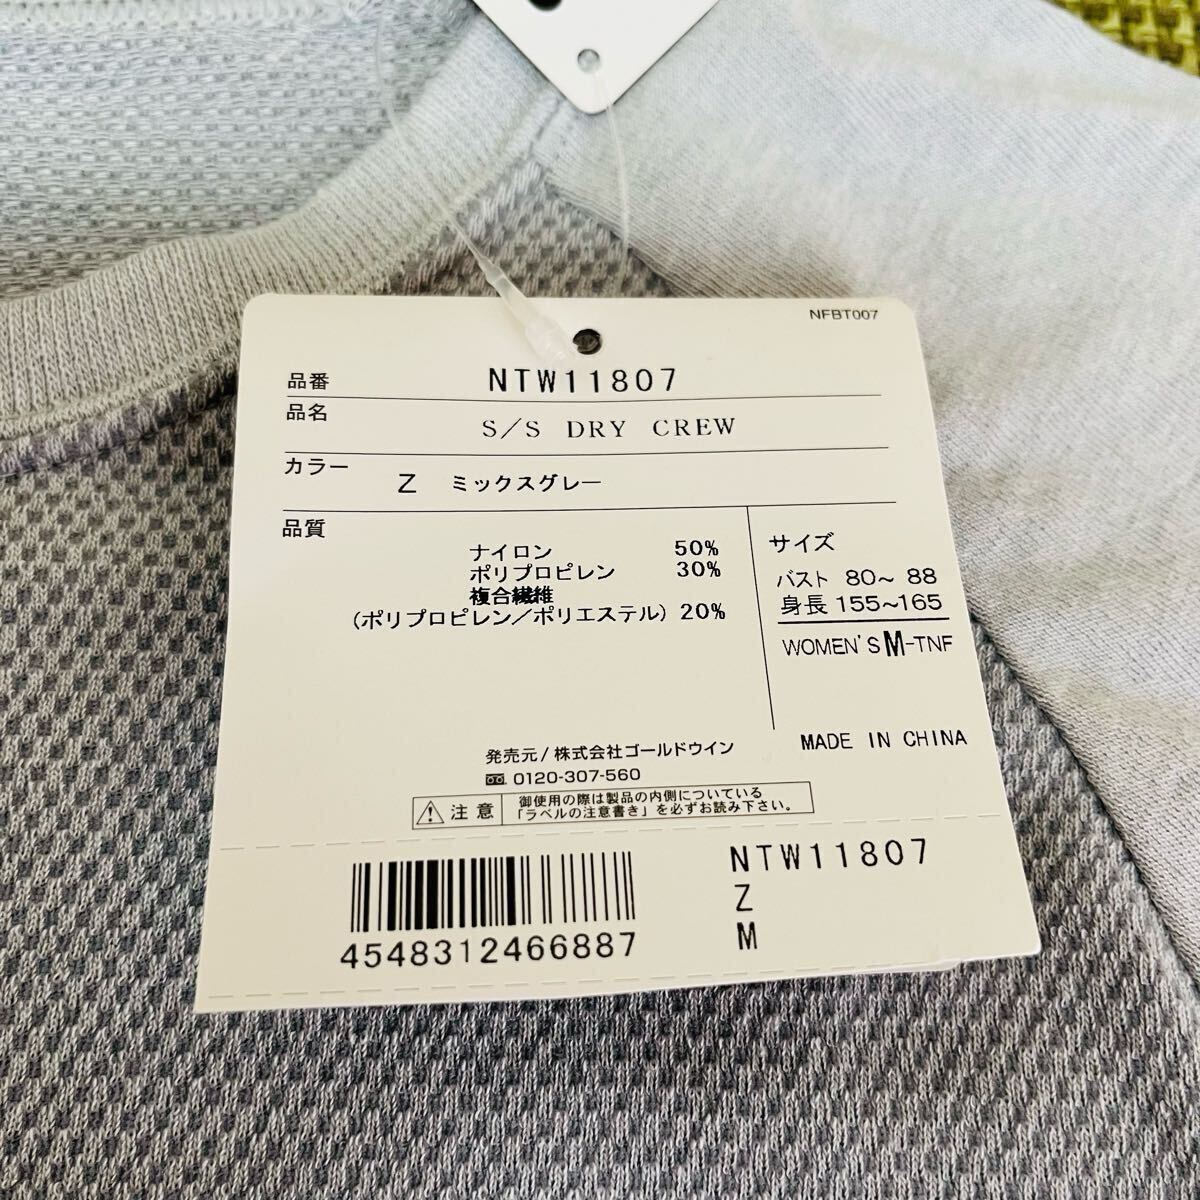 NFBT007
品番 NTW11807
品名 S/S DRY CREW
カラー Z ミックスグレー
品質
ナイロン 50%
ポリプロピレン 30%
複合繊維
(ポリプロピレン/ポリエステル) 20%
サイズ
バスト 80~ 88
身長 155~165
WOMEN'S M-TNF
MADE IN CHINA
発売元/株式会社ゴールドウイン
0120-307-560
注意 御使用の際は製品の内側についている
「ラベルの注意書き」を必ずお読み下さい。
4548312466887
NTW11807
Z
M